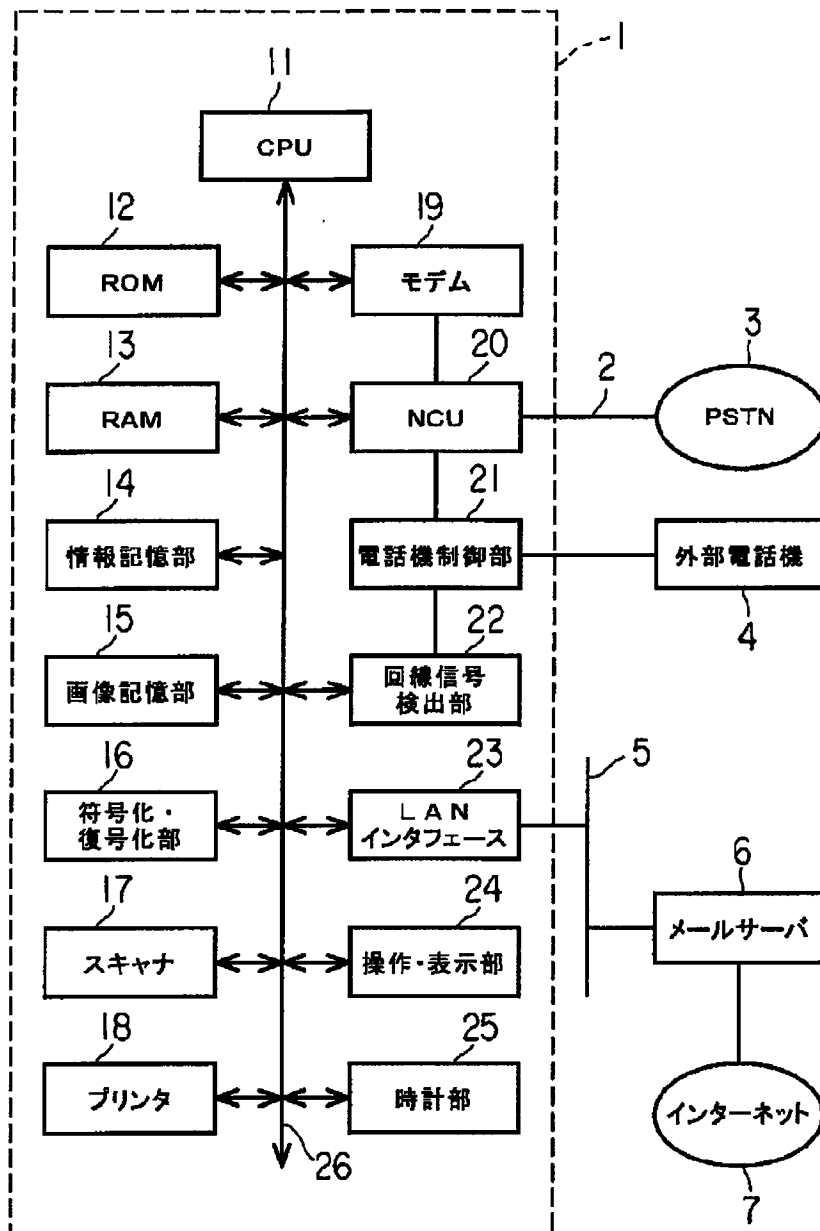 1
11
CPU
12
ROM
19
モデム
13
RAM
20
NCU
2
3
PSTN
14
情報記憶部
21
電話機制御部
外部電話機
4
15
画像記憶部
22
回線信号
検出部
16
符号化・
復号化部
23
LAN
インタフェース
5
17
スキャナ
24
操作・表示部
6
メールサーバ
18
プリンタ
25
時計部
26
インターネット
7